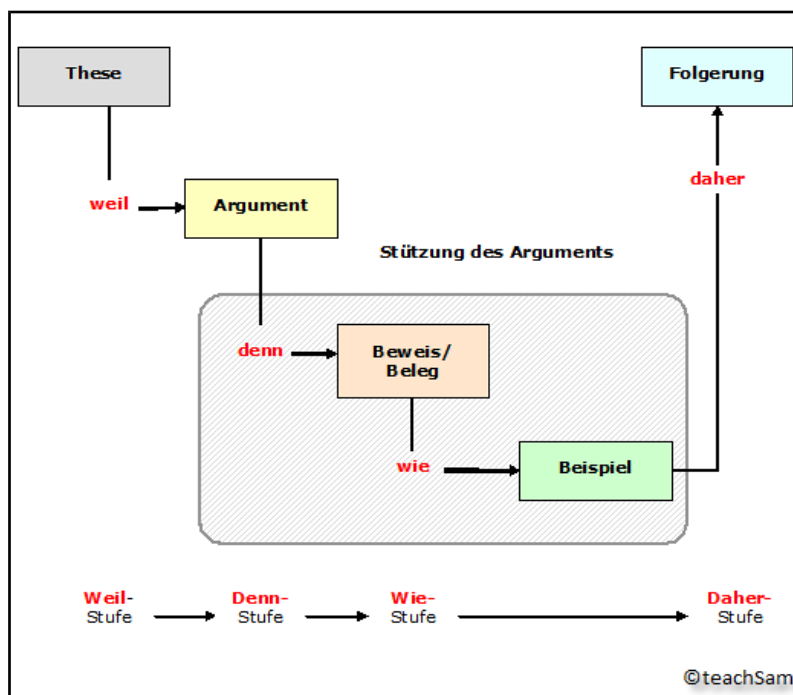 These
Folgerung
daher
weil
Argument
Stützung des Arguments
denn
Beweis/
Beleg
wie
Beispiel
Weil-
Stufe
Denn-
Stufe
Wie-
Stufe
Daher-
Stufe
©teachSam